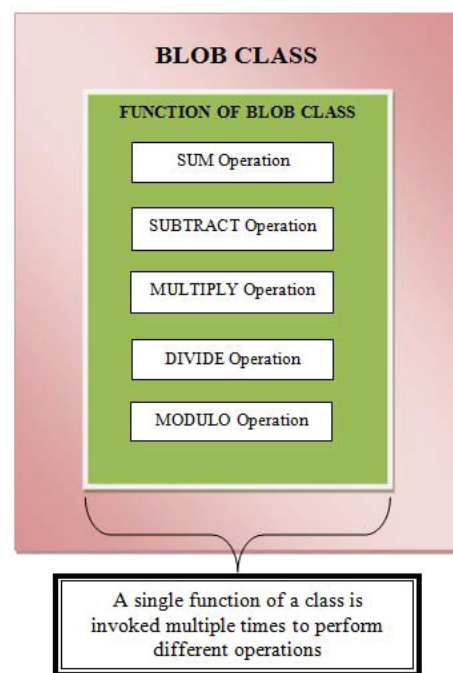 BLOB CLASS
FUNCTION OF BLOB CLASS
SUM Operation
SUBTRACT Operation
MULTIPLY Operation
DIVIDE Operation
MODULO Operation
A single function of a class is
invoked multiple times to perform
different operations